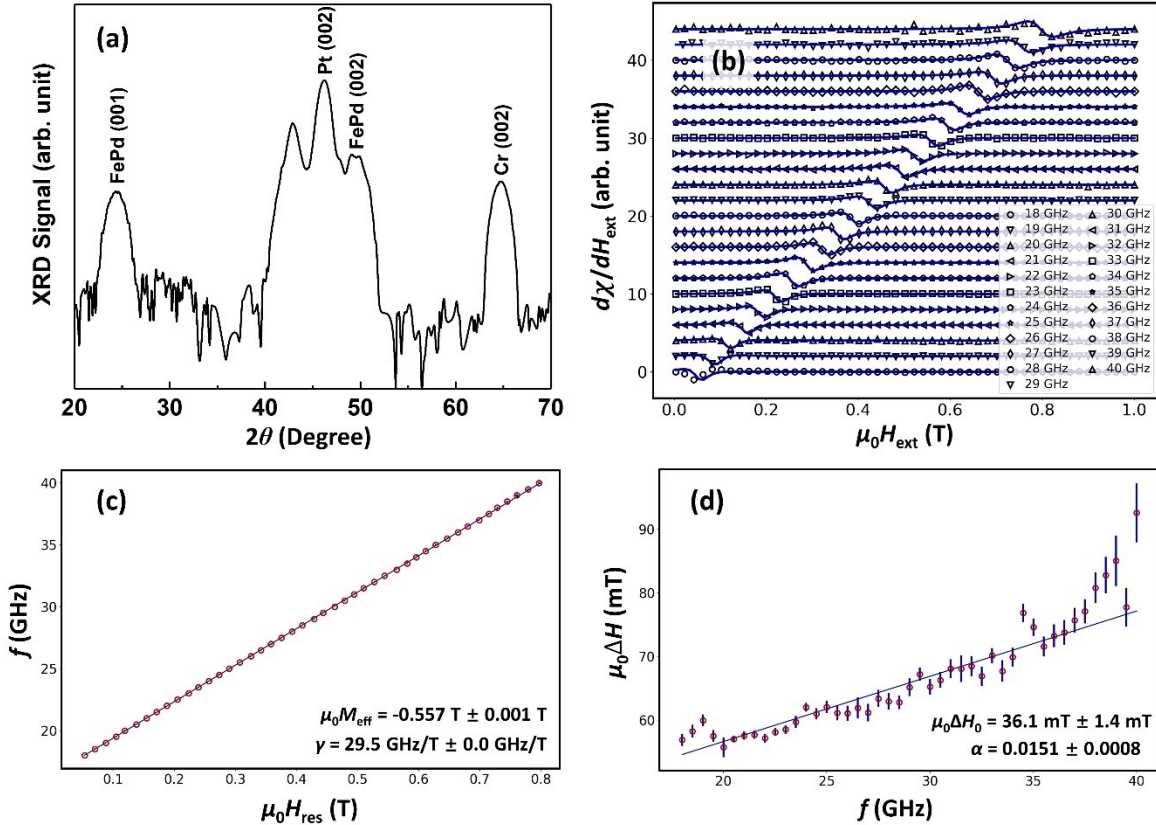 (a)
XRD Signal (arb. unit)
FePd (001)
Pt (002)
FePd (002)
Cr (002)
20 30 40 50 60 70
2θ (Degree)
(b)
dχ/dH_ext (arb. unit)
40
30
20
10
0
18 GHz 30 GHz
19 GHz 31 GHz
20 GHz 32 GHz
21 GHz 33 GHz
22 GHz 34 GHz
23 GHz 35 GHz
24 GHz 36 GHz
25 GHz 37 GHz
26 GHz 38 GHz
27 GHz 39 GHz
28 GHz 40 GHz
29 GHz
0.0 0.2 0.4 0.6 0.8 1.0
μ₀H_ext (T)
(c)
f (GHz)
40
35
30
25
20
μ₀M_eff = -0.557 T ± 0.001 T
γ = 29.5 GHz/T ± 0.0 GHz/T
0.1 0.2 0.3 0.4 0.5 0.6 0.7 0.8
μ₀H_res (T)
(d)
μ₀ΔH (mT)
90
80
70
60
μ₀ΔH₀ = 36.1 mT ± 1.4 mT
α = 0.0151 ± 0.0008
20 25 30 35 40
f (GHz)